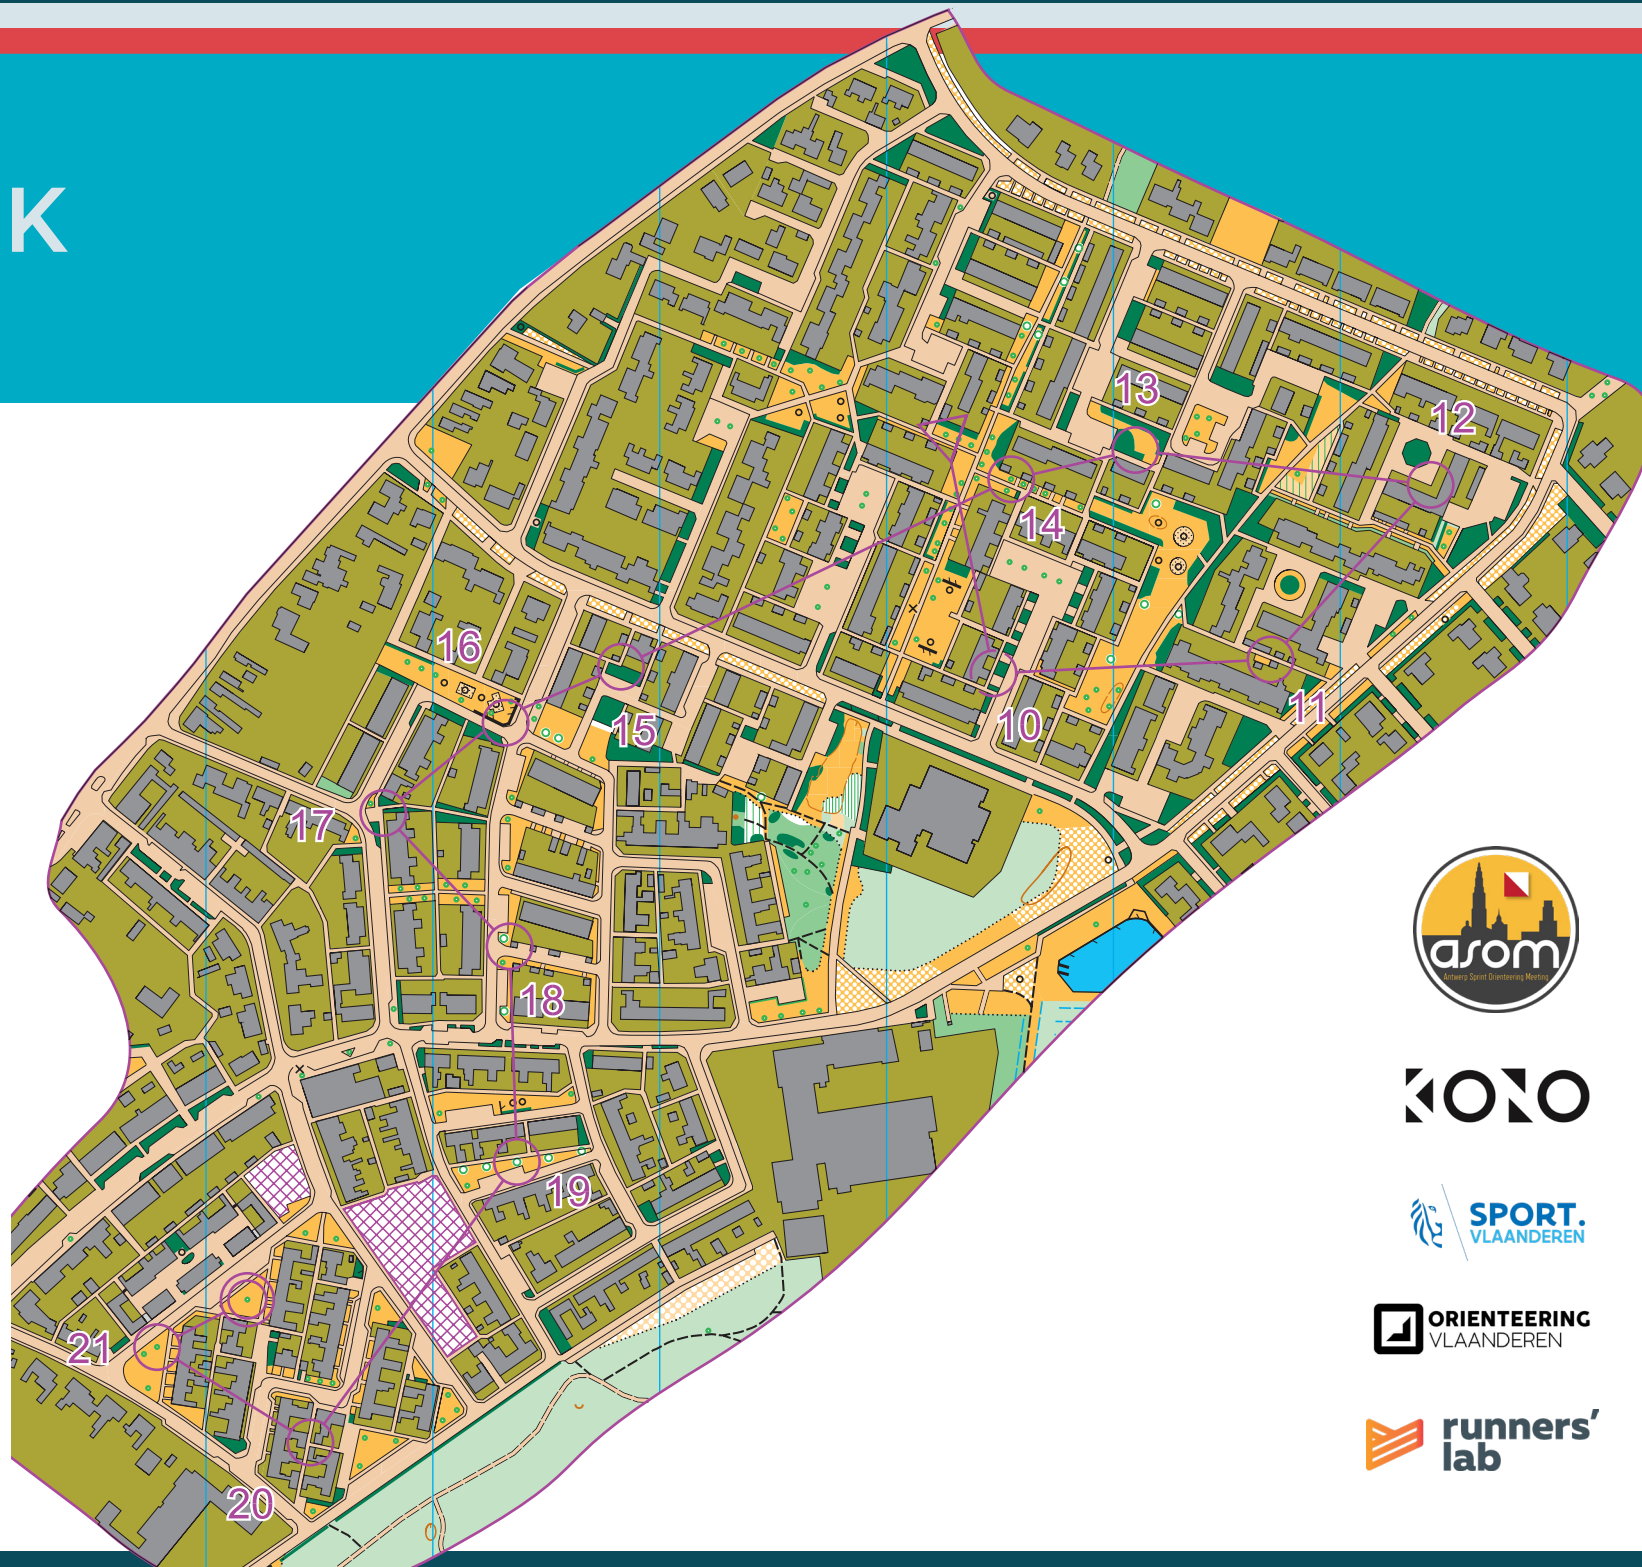 K
13
12
14
16
11
10
15
17
18
19
21
20
asom
Antwerp Sprint Orienteering Meeting
KONO
SPORT.
VLAANDEREN
ORIENTEERING
VLAANDEREN
runners'
lab